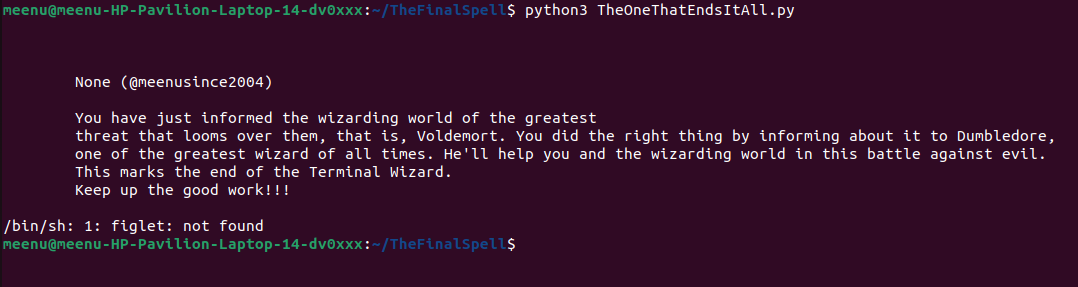 meenu@meenu-HP-Pavilion-Laptop-14-dv0xxx:~/TheFinalSpell$ python3 TheOneThatEndsItAll.py
None (@meenusince2004)
You have just informed the wizarding world of the greatest
threat that looms over them, that is, Voldemort. You did the right thing by informing about it to Dumbledore,
one of the greatest wizard of all times. He'll help you and the wizarding world in this battle against evil.
This marks the end of the Terminal Wizard.
Keep up the good work!!!
/bin/sh: 1: figlet: not found
meenu@meenu-HP-Pavilion-Laptop-14-dv0xxx:~/TheFinalSpell$